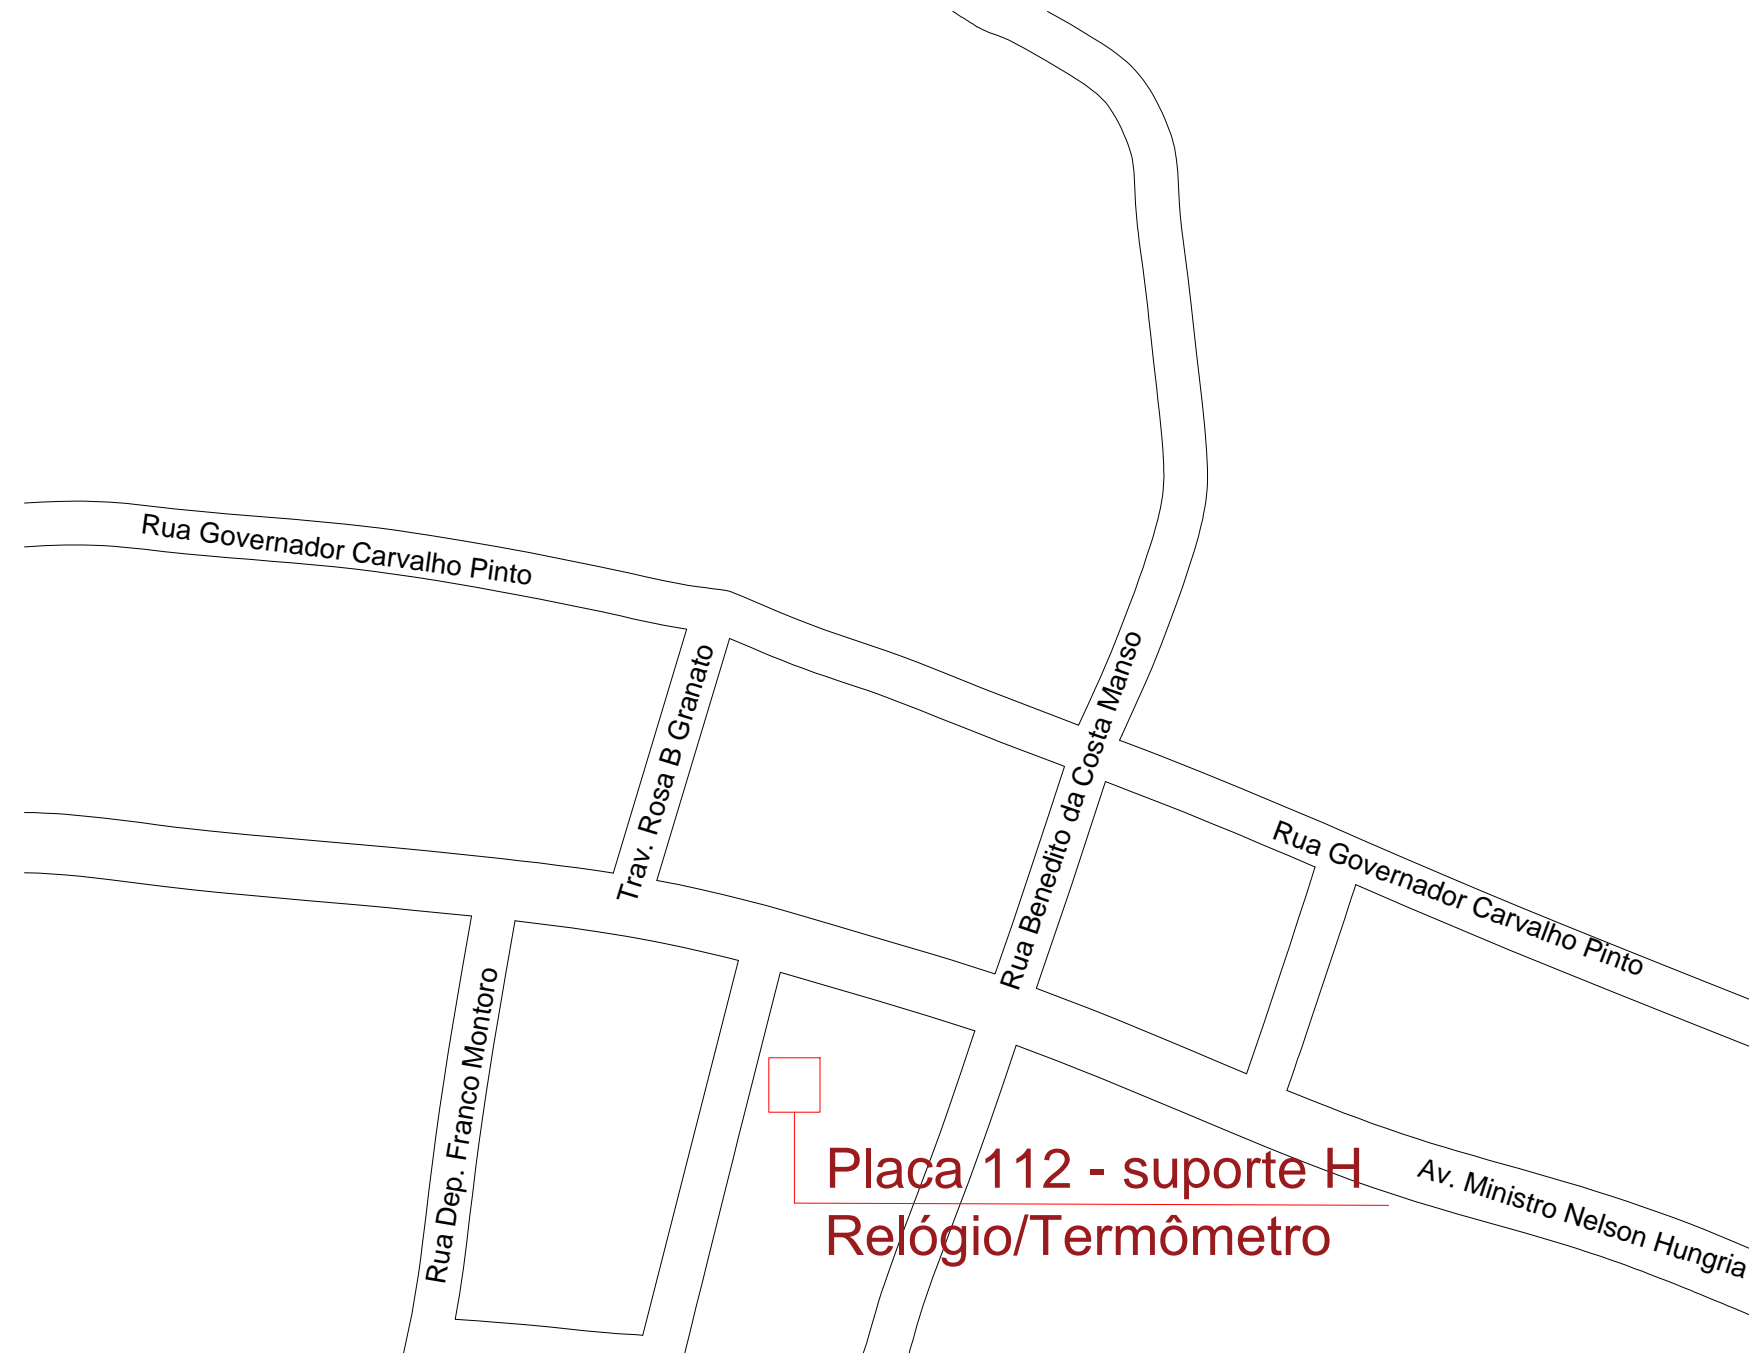 Rua Governador Carvalho Pinto
Trav. Rosa B Granato
Rua Benedito da Costa Manso
Rua Governador Carvalho Pinto
Rua Dep. Franco Montoro
Placa 112 - suporte H
Relógio/Termômetro
Av. Ministro Nelson Hungria